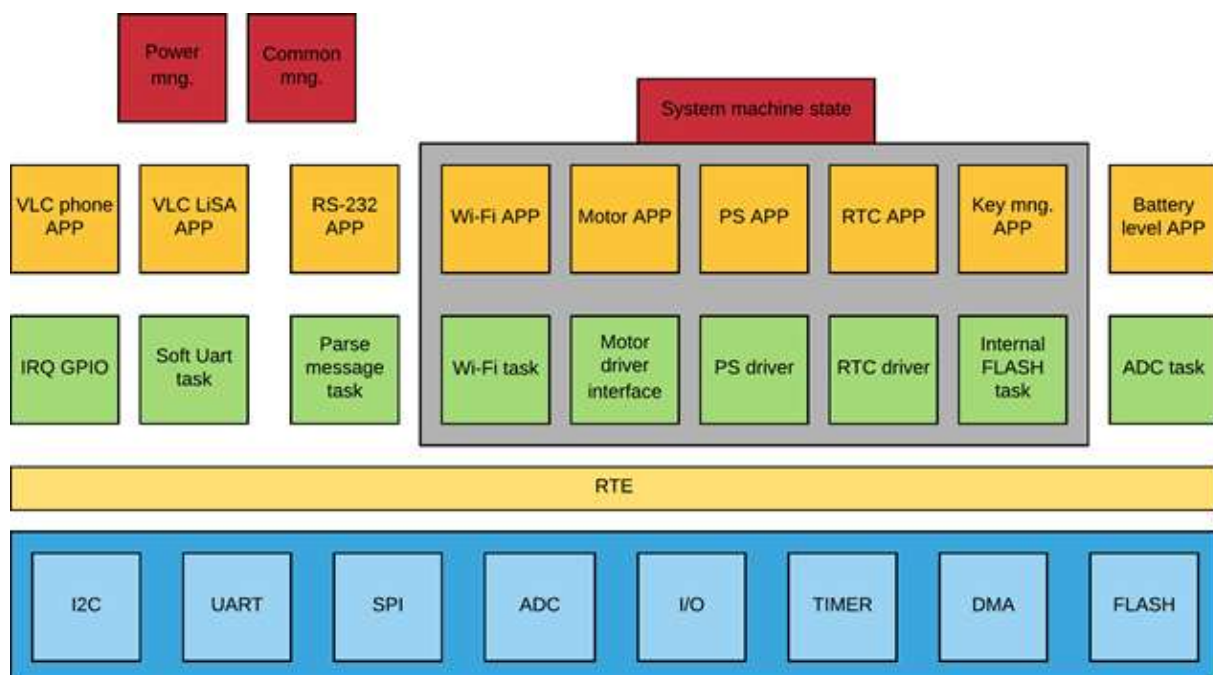 Power
mng.
Common
mng.
System machine state
VLC phone
APP
VLC LiSA
APP
RS-232
APP
Wi-Fi APP
Motor APP
PS APP
RTC APP
Key mng.
APP
Battery
level APP
IRQ GPIO
Soft Uart
task
Parse
message
task
Wi-Fi task
Motor
driver
interface
PS driver
RTC driver
Internal
FLASH
task
ADC task
RTE
I2C
UART
SPI
ADC
I/O
TIMER
DMA
FLASH